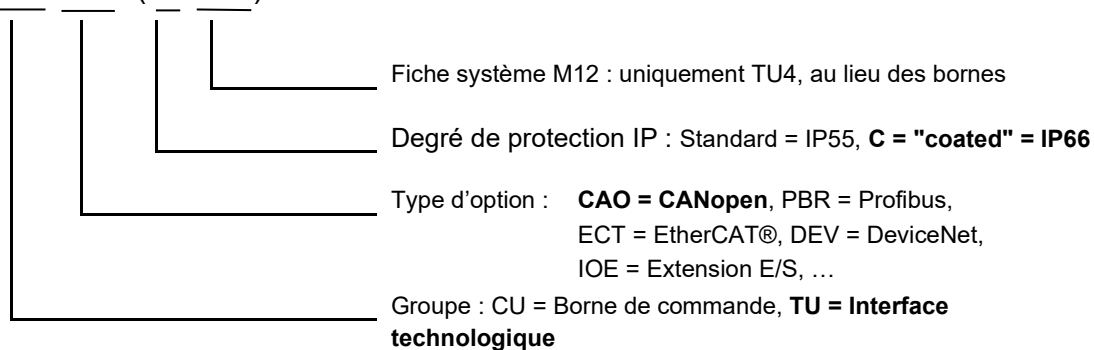 Fiche système M12 : uniquement TU4, au lieu des bornes
Degré de protection IP : Standard = IP55, C = "coated" = IP66
Type d’option : CAO = CANopen, PBR = Profibus,
ECT = EtherCAT®, DEV = DeviceNet,
IOE = Extension E/S, …
Groupe : CU = Borne de commande, TU = Interface
technologique